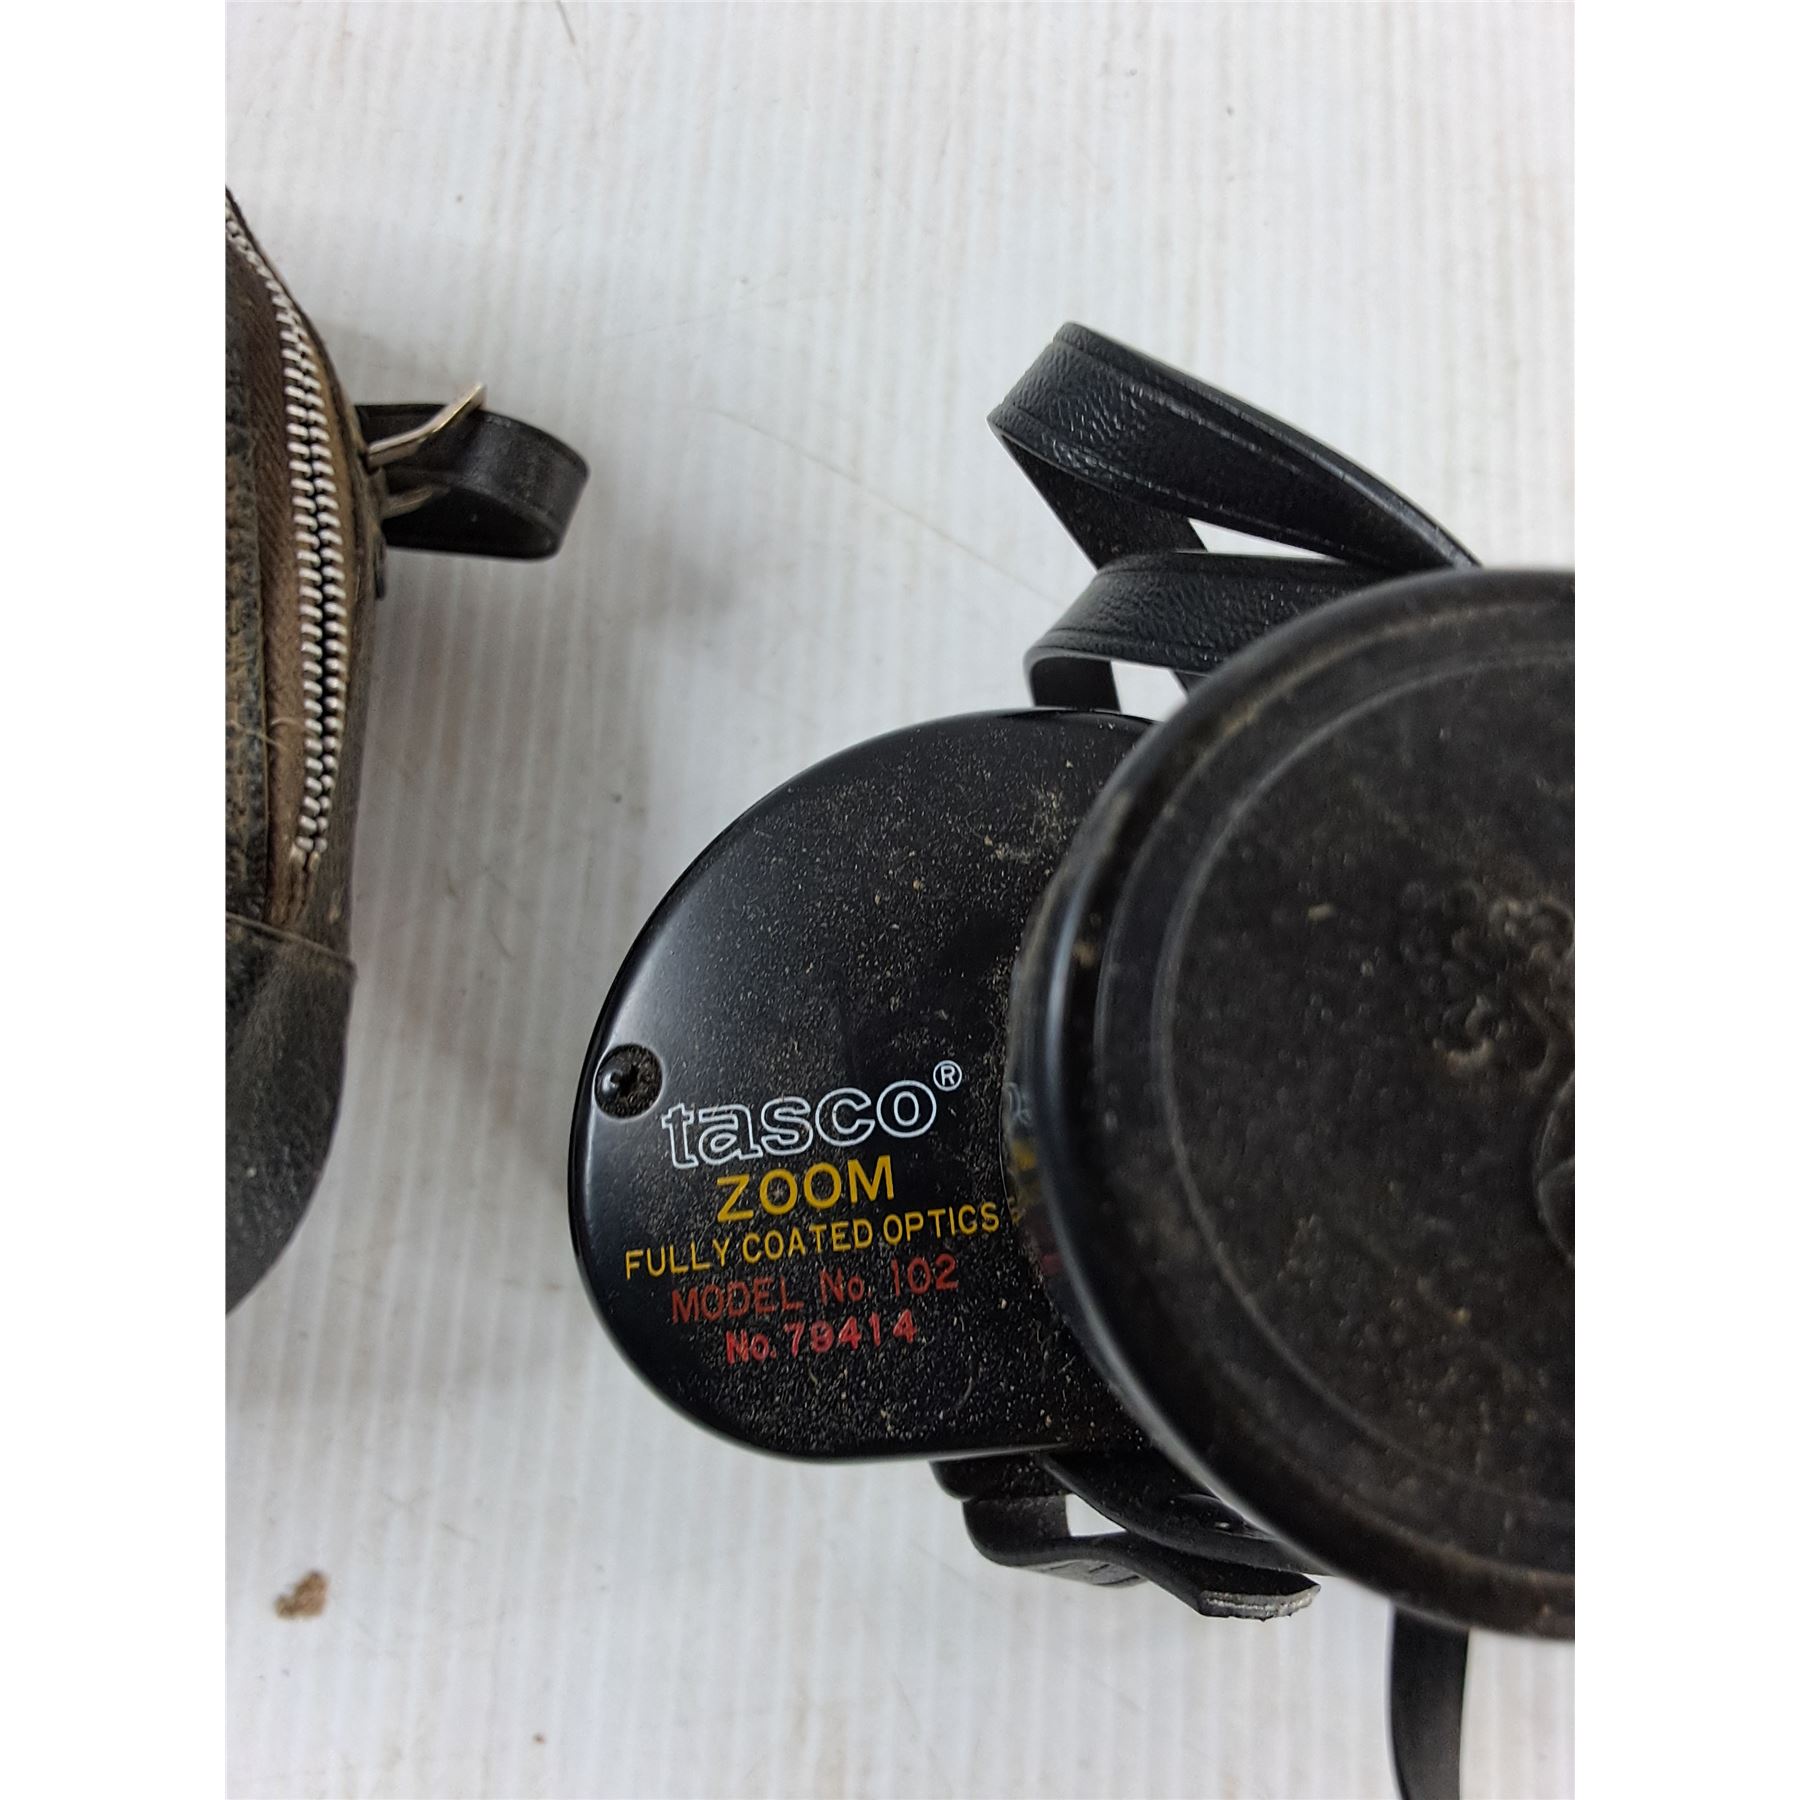 tasco®
ZOOM
FULLY COATED OPTICS
MODEL No. 102
No. 79414